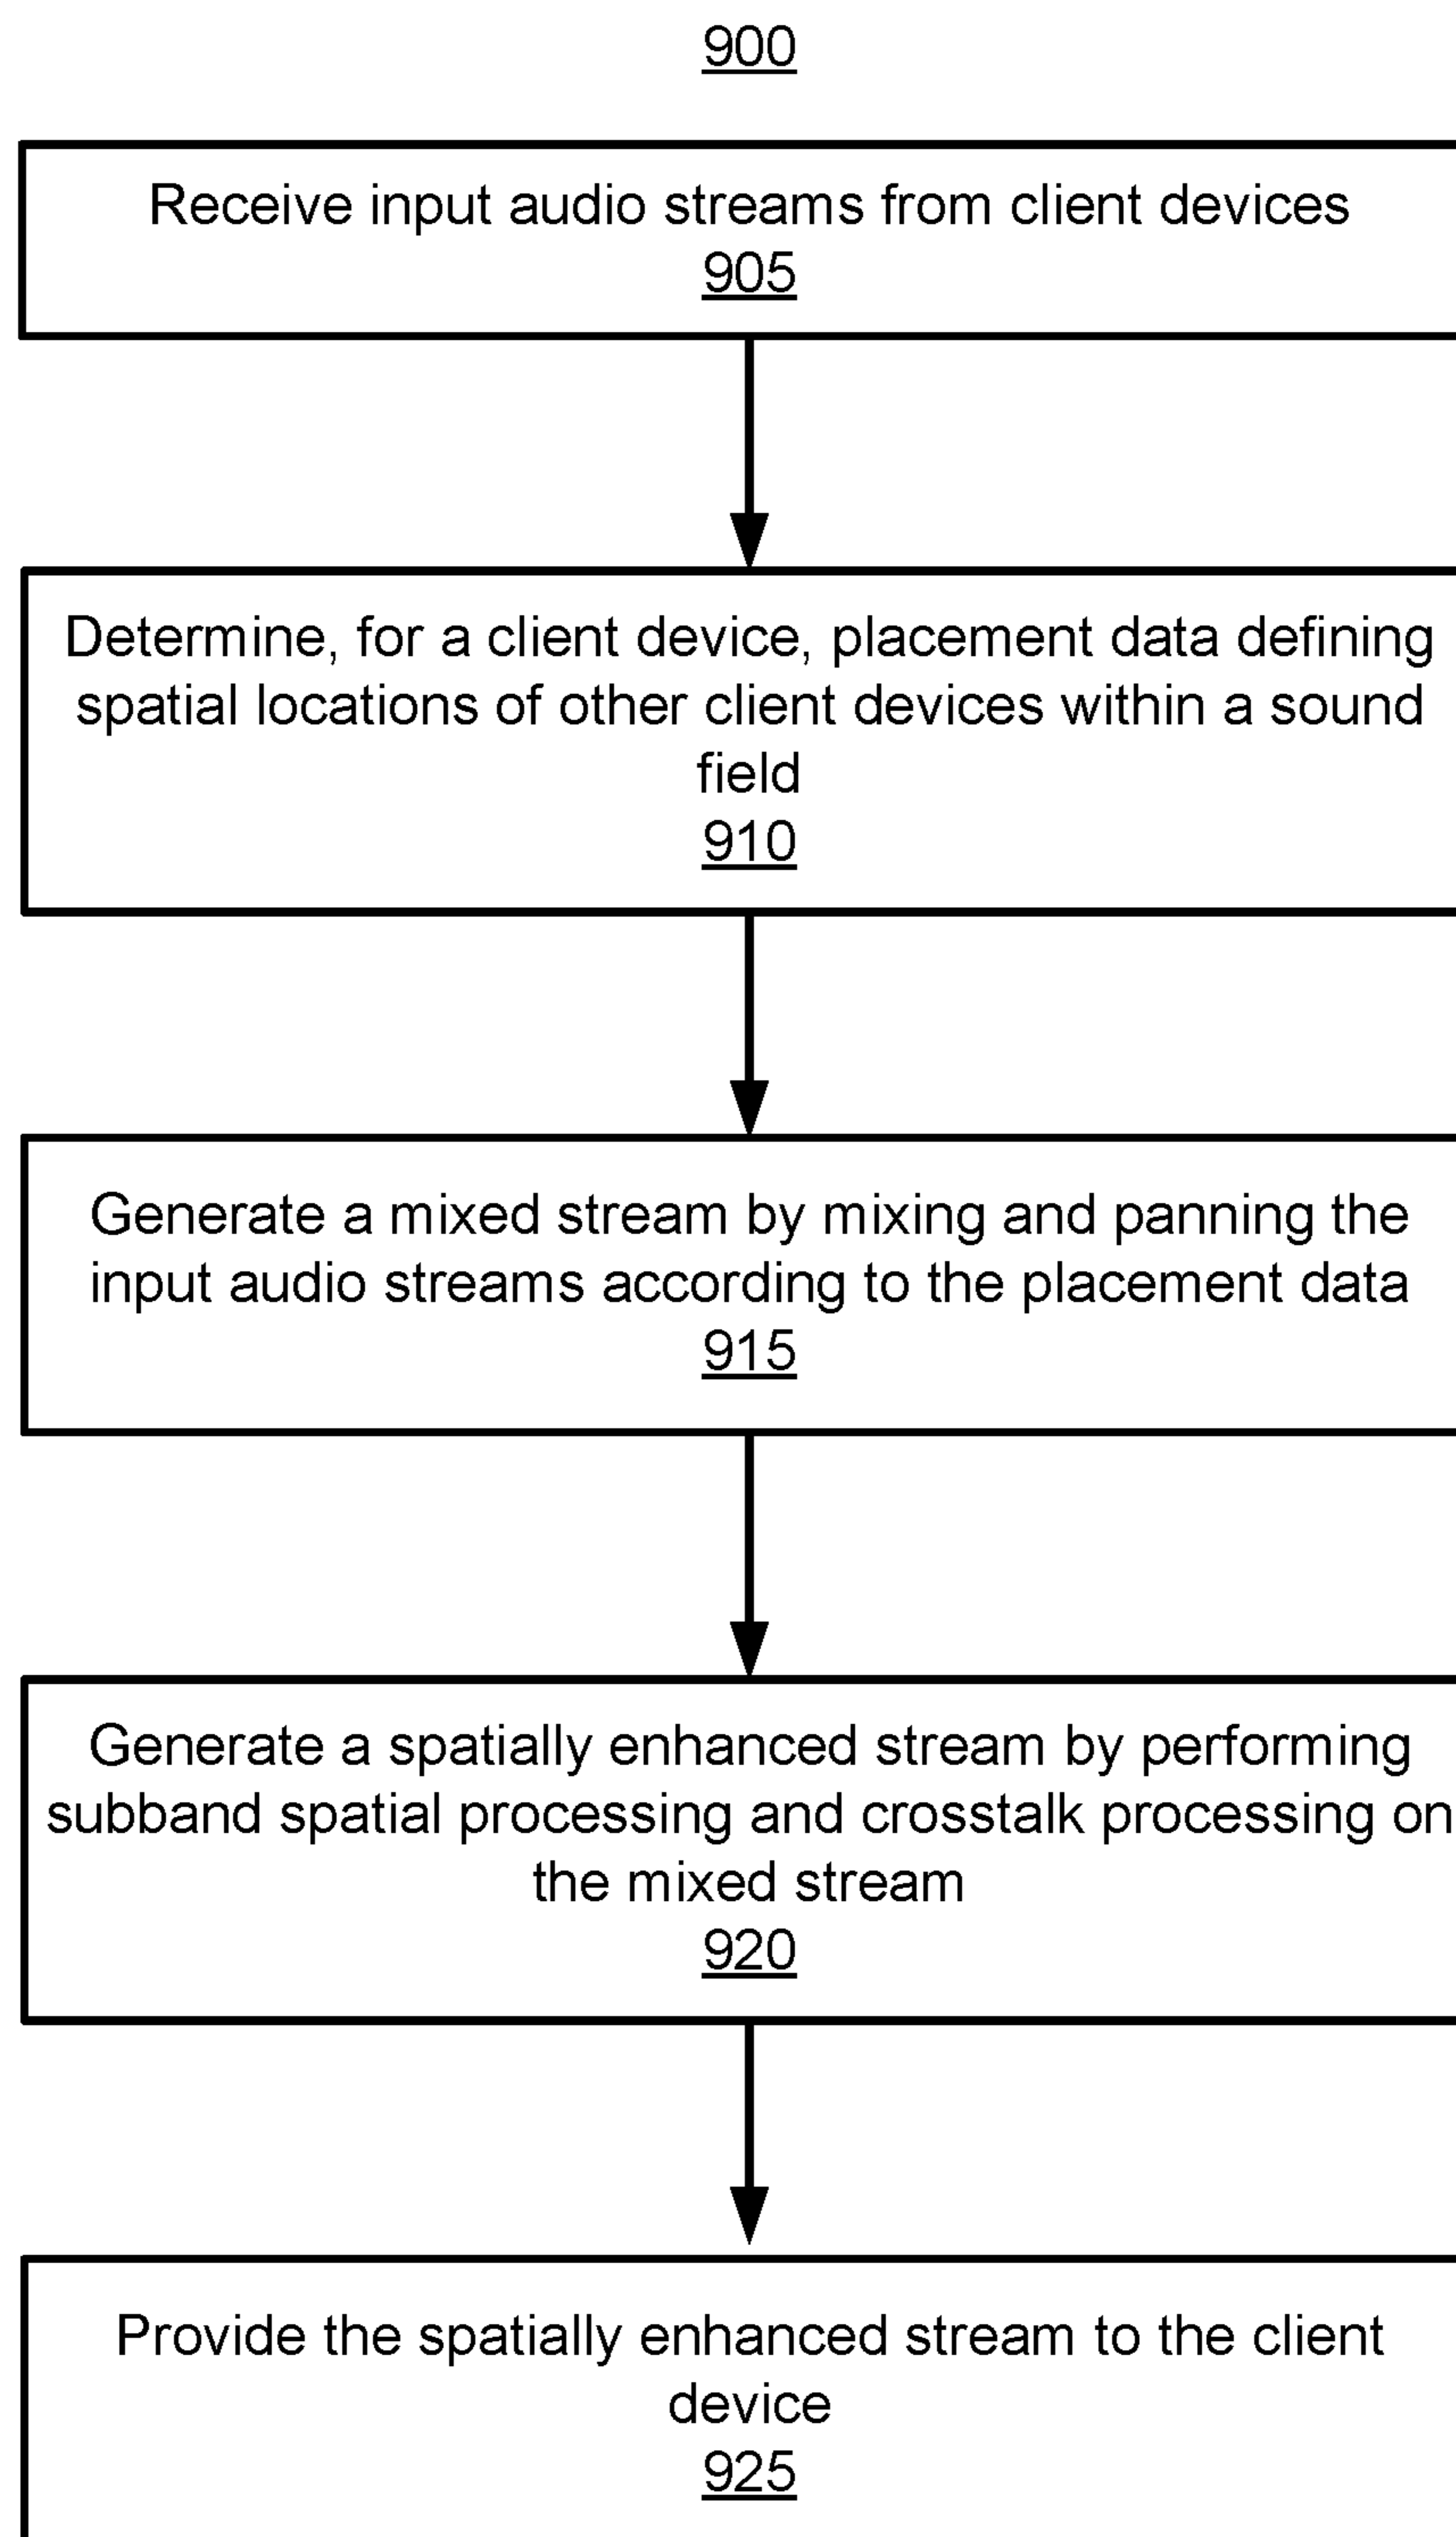 900
Receive input audio streams from client devices
905
Determine, for a client device, placement data defining
spatial locations of other client devices within a sound
field
910
Generate a mixed stream by mixing and panning the
input audio streams according to the placement data
915
Generate a spatially enhanced stream by performing
subband spatial processing and crosstalk processing on
the mixed stream
920
Provide the spatially enhanced stream to the client
device
925